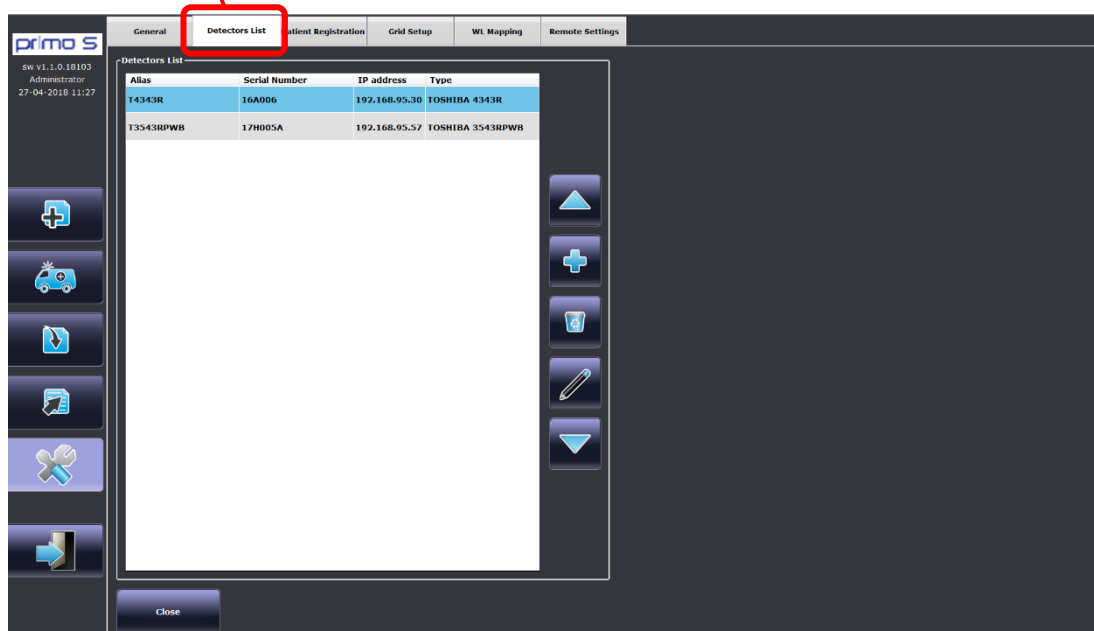 primo S
sw v1.1.0.18103
Administrator
27-04-2018 11:27
General Detectors List atient Registration Grid Setup WL Mapping Remote Settings
Detectors List
Alias Serial Number IP address Type
T4343R 16A006 192.168.95.30 TOSHIBA 4343R
T3543RPWB 17H005A 192.168.95.57 TOSHIBA 3543RPWB
Close